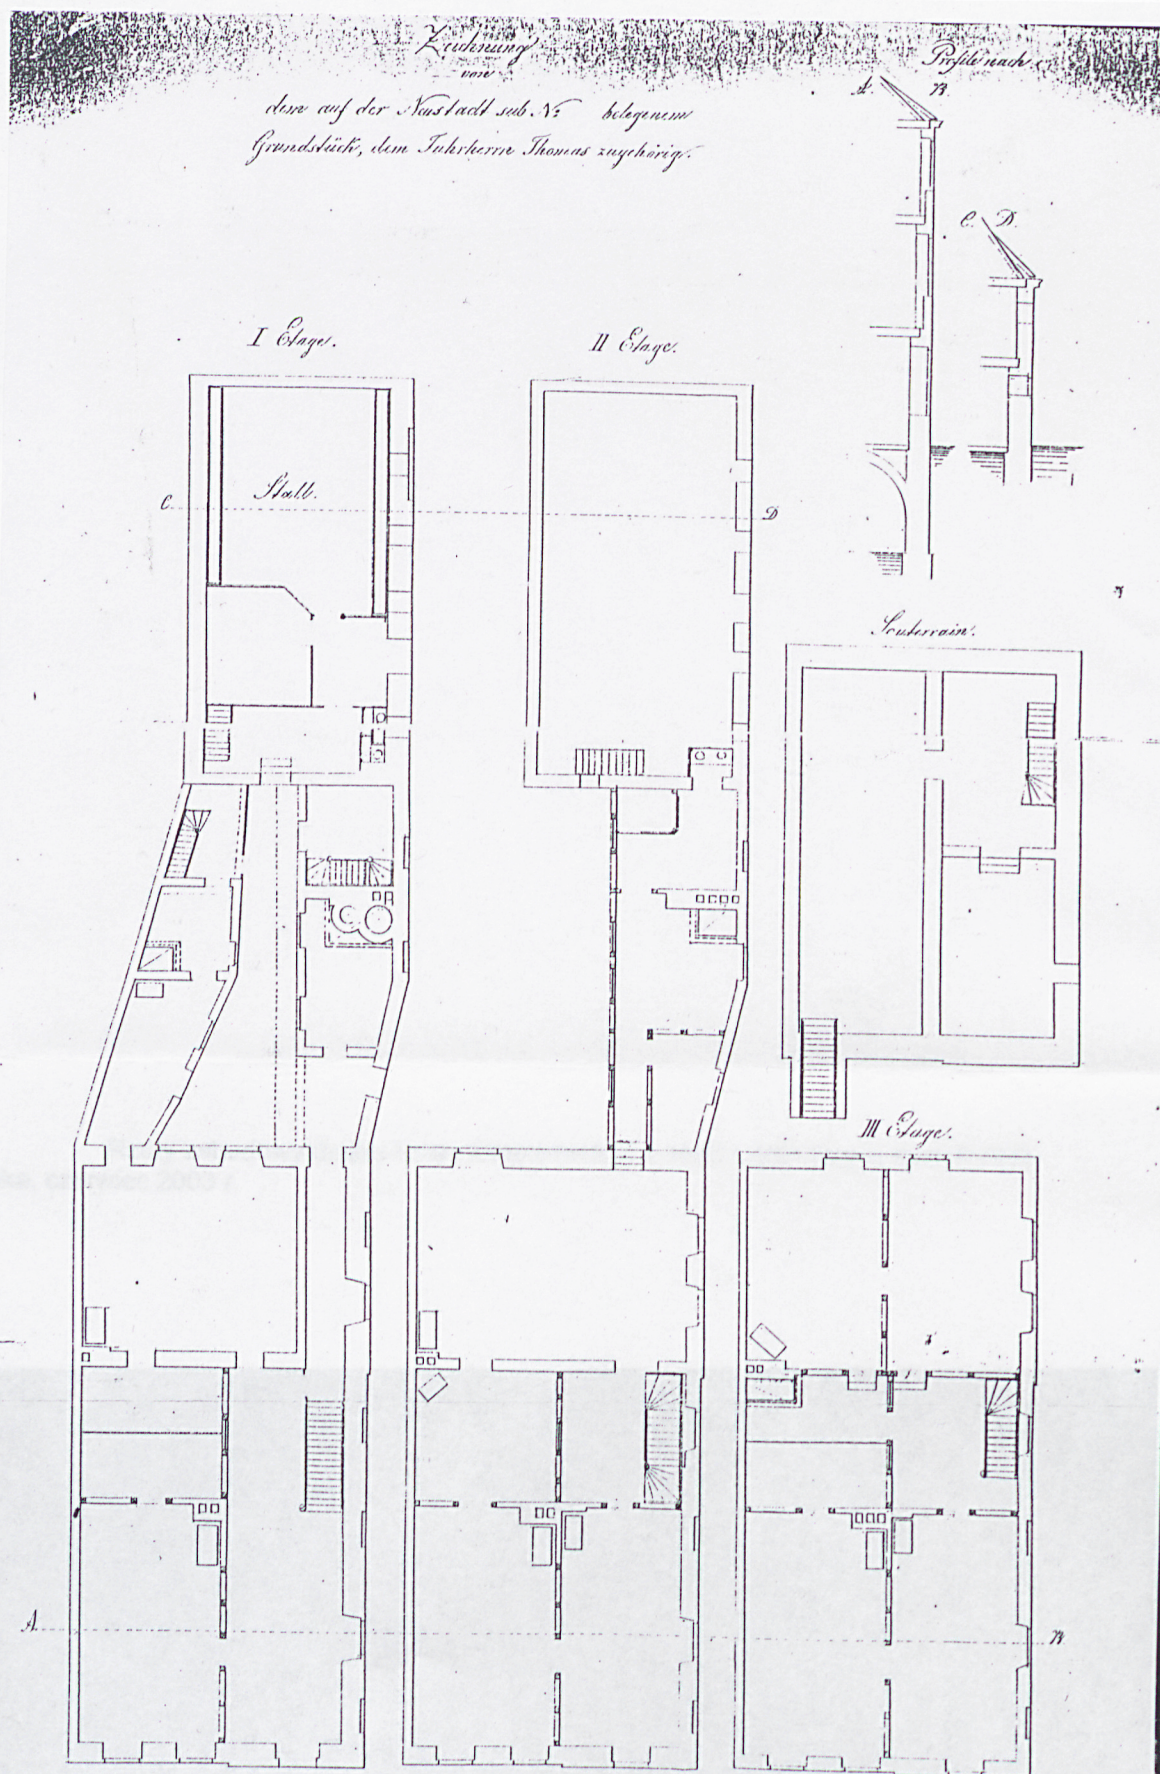 Zeichnung
von
dem auf der Neustadt sub. No belegenem
Grundstück, dem Fuhrherrn Thomas zugehörig.
Profile nach
A. B.
C. D.
I Etage.
II Etage.
Stall.
C. D
Souterrain.
III Etage.
A. B.